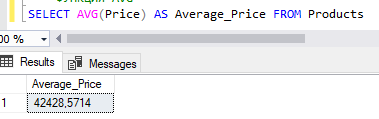 SELECT AVG(Price) AS Average_Price FROM Products
00 %
Results Messages
Average_Price
1 42428,5714